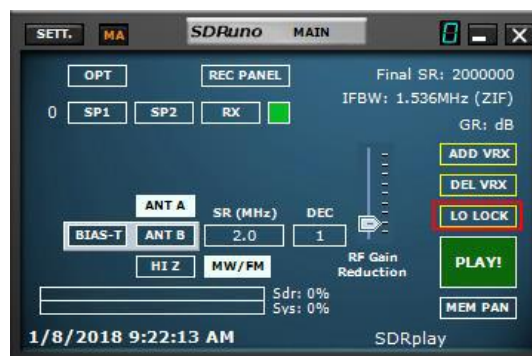 SETT. MA SDRuno MAIN 0
OPT REC PANEL Final SR: 2000000
IFBW: 1.536MHz (ZIF)
0 SP1 SP2 RX GR: dB
ADD VRX
DEL VRX
ANT A SR (MHz) DEC LO LOCK
BIAS-T ANT B 2.0 1
HI Z MW/FM RF Gain Reduction PLAY!
Sdr: 0%
Sys: 0% MEM PAN
1/8/2018 9:22:13 AM SDRplay